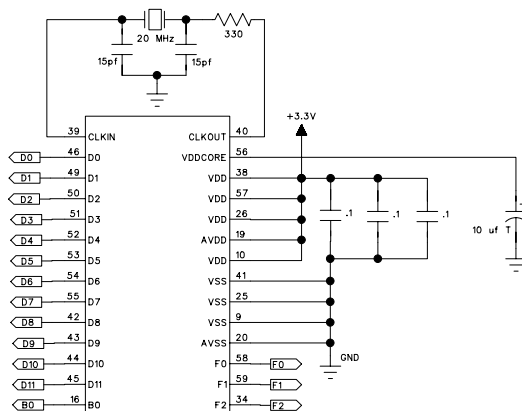 20 MHz
330
15pf 15pf
39 CLKIN CLKOUT 40
+3.3V
D0 46 D0 VDDCORE 56
D1 49 D1 VDD 38
D2 50 D2 VDD 57
D3 51 D3 VDD 26
D4 52 D4 AVDD 19
D5 53 D5 VDD 10
D6 54 D6 VSS 41
D7 55 D7 VSS 25
D8 42 D8 VSS 9
D9 43 D9 AVSS 20
D10 44 D10 F0 58 F0
D11 45 D11 F1 59 F1
B0 16 B0 F2 34 F2
.1 .1 .1
10 uf T
GND